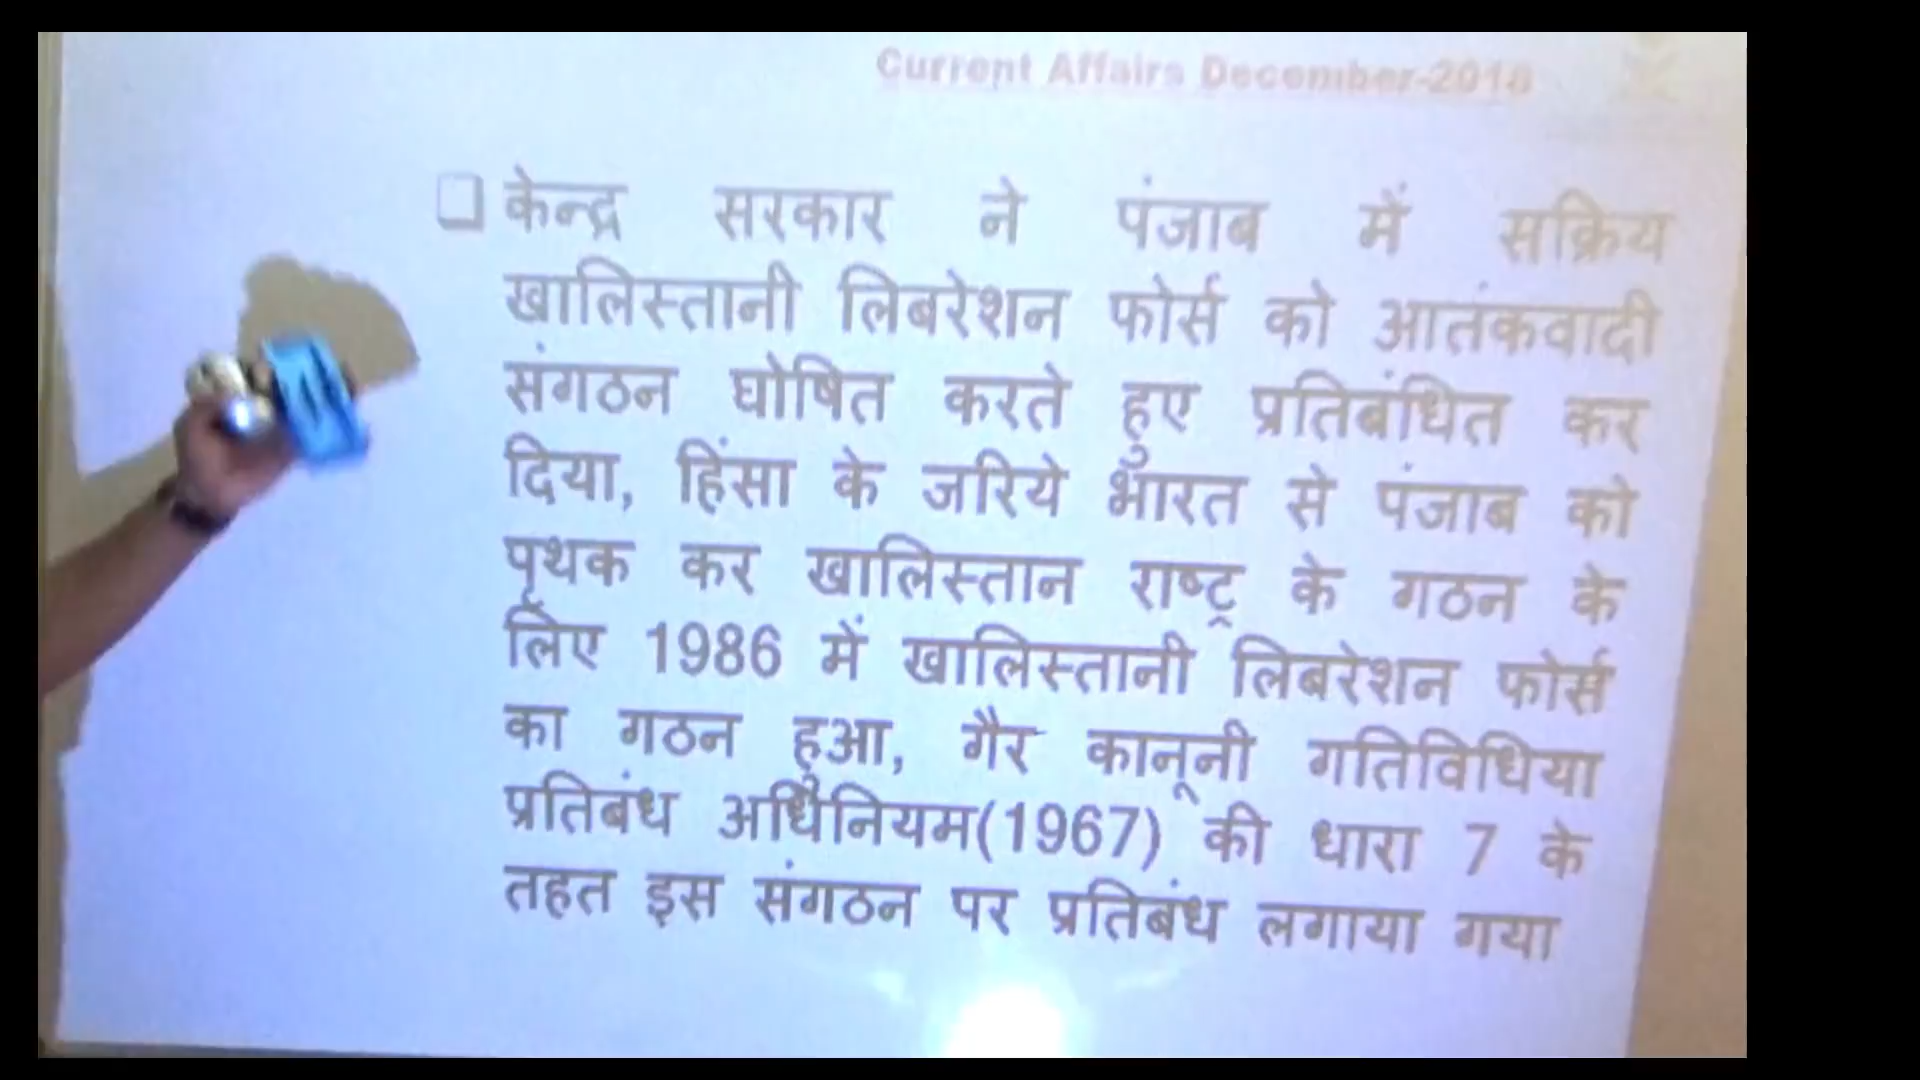 Current Affairs December-2018
केन्द्र सरकार ने पंजाब में सक्रिय
खालिस्तानी लिबरेशन फोर्स को आतंकवादी
संगठन घोषित करते हुए प्रतिबंधित कर
दिया, हिंसा के जरिये भारत से पंजाब को
पृथक कर खालिस्तान राष्ट्र के गठन के
लिए 1986 में खालिस्तानी लिबरेशन फोर्स
का गठन हुआ, गैर कानूनी गतिविधिया
प्रतिबंध अधिनियम(1967) की धारा 7 के
तहत इस संगठन पर प्रतिबंध लगाया गया